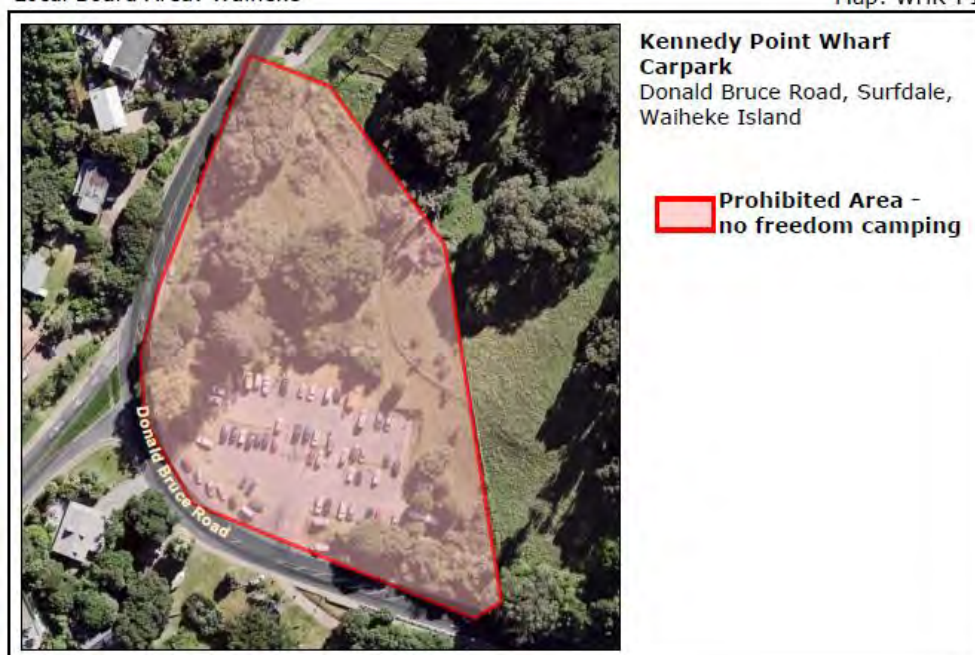 Kennedy Point Wharf
Carpark
Donald Bruce Road, Surfdale,
Waiheke Island
Prohibited Area -
no freedom camping
Donald Bruce Road